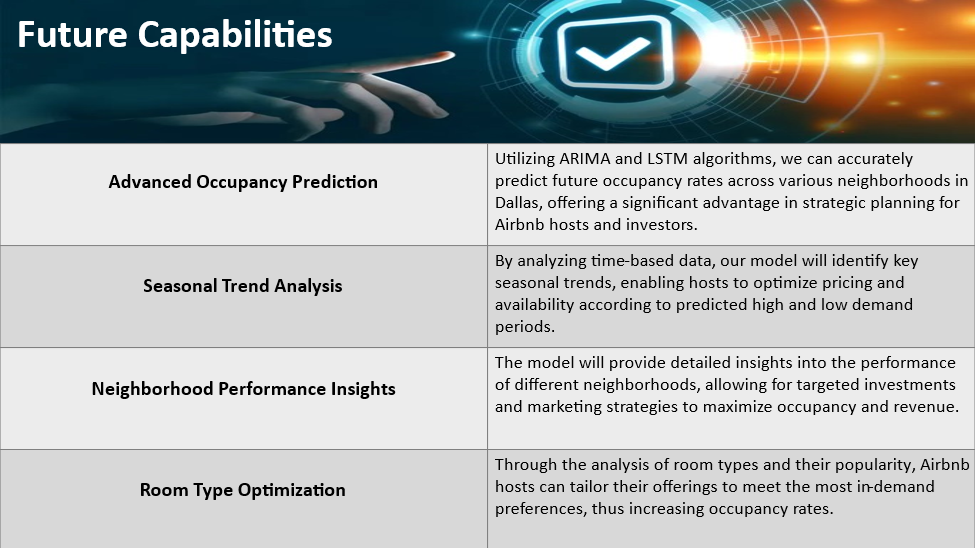 Future Capabilities
Advanced Occupancy Prediction
Utilizing ARIMA and LSTM algorithms, we can accurately
predict future occupancy rates across various neighborhoods in
Dallas, offering a significant advantage in strategic planning for
Airbnb hosts and investors.
Seasonal Trend Analysis
By analyzing time-based data, our model will identify key
seasonal trends, enabling hosts to optimize pricing and
availability according to predicted high and low demand
periods.
Neighborhood Performance Insights
The model will provide detailed insights into the performance
of different neighborhoods, allowing for targeted investments
and marketing strategies to maximize occupancy and revenue.
Room Type Optimization
Through the analysis of room types and their popularity, Airbnb
hosts can tailor their offerings to meet the most in-demand
preferences, thus increasing occupancy rates.